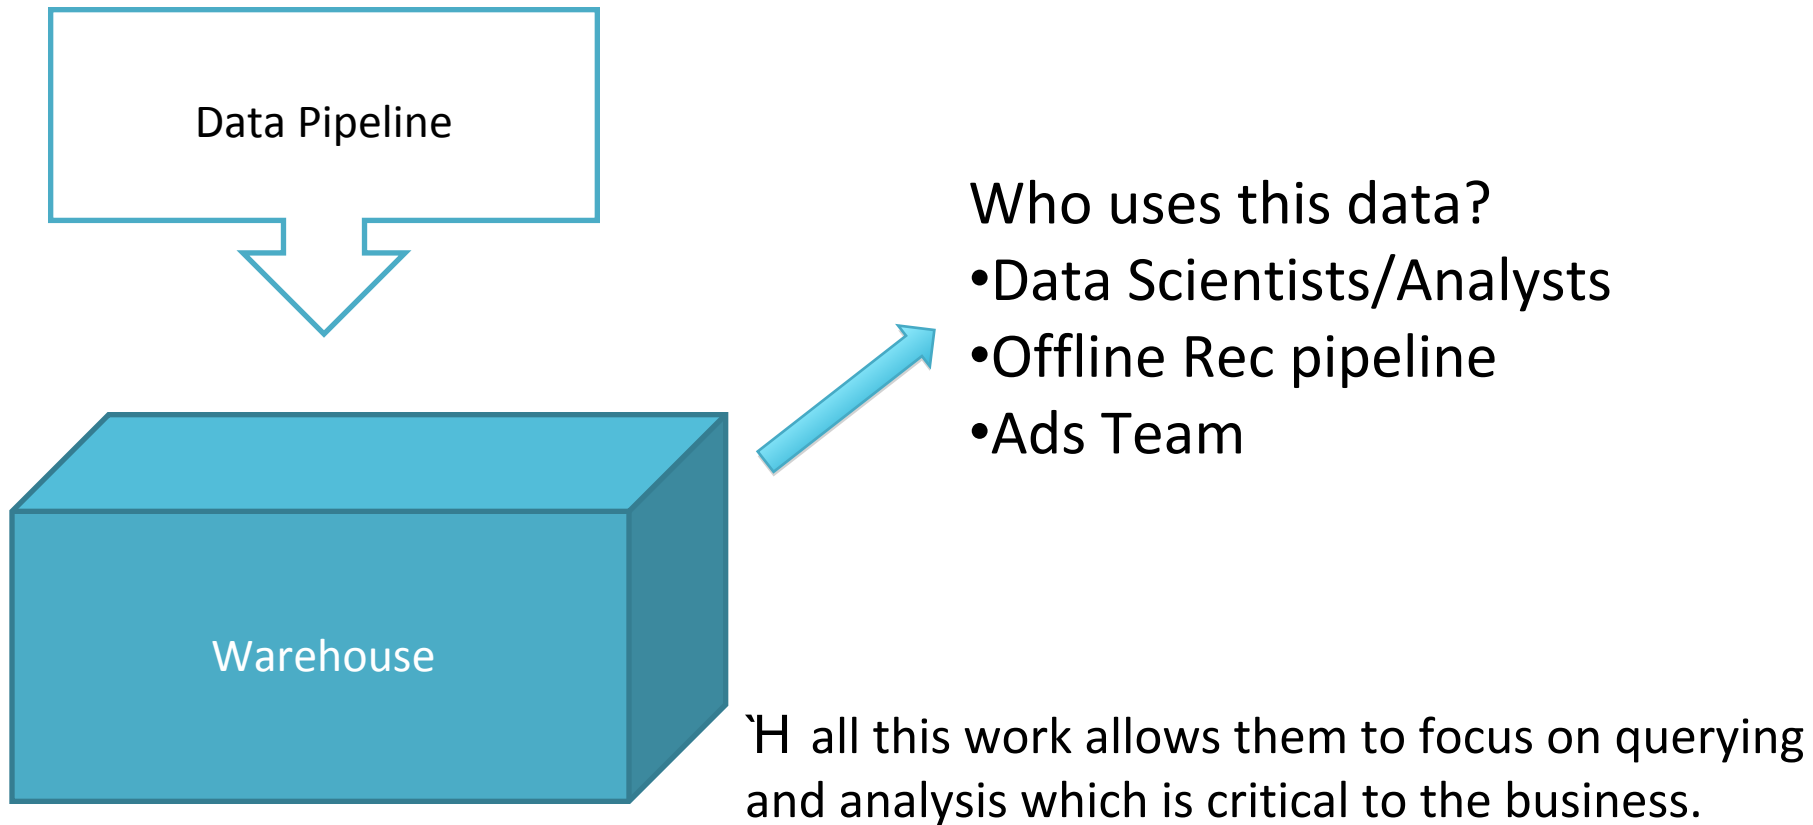 Data Pipeline
Who uses this data?
•Data Scientists/Analysts
•Offline Rec pipeline
•Ads Team
Warehouse
`H all this work allows them to focus on querying
and analysis which is critical to the business.